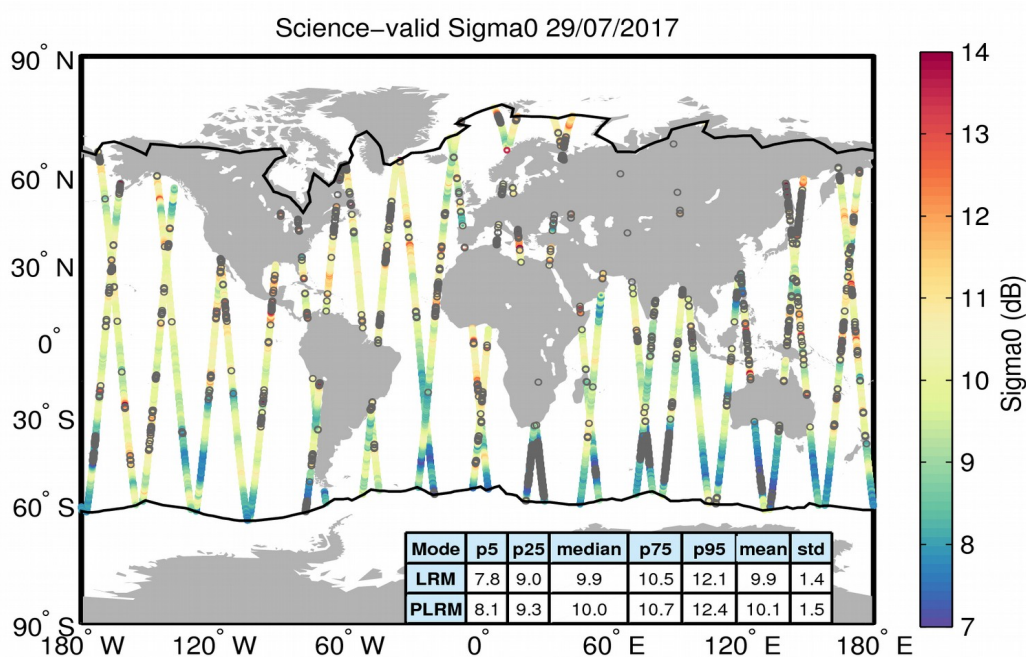 Science−valid Sigma0 29/07/2017
90° N
60° N
30° N
0°
30° S
60° S
90° S
180° W
120° W
60° W
0°
60° E
120° E
180° E
14
13
12
11
10
9
8
7
Sigma0 (dB)
Mode p5 p25 median p75 p95 mean std
LRM 7.8 9.0 9.9 10.5 12.1 9.9 1.4
PLRM 8.1 9.3 10.0 10.7 12.4 10.1 1.5